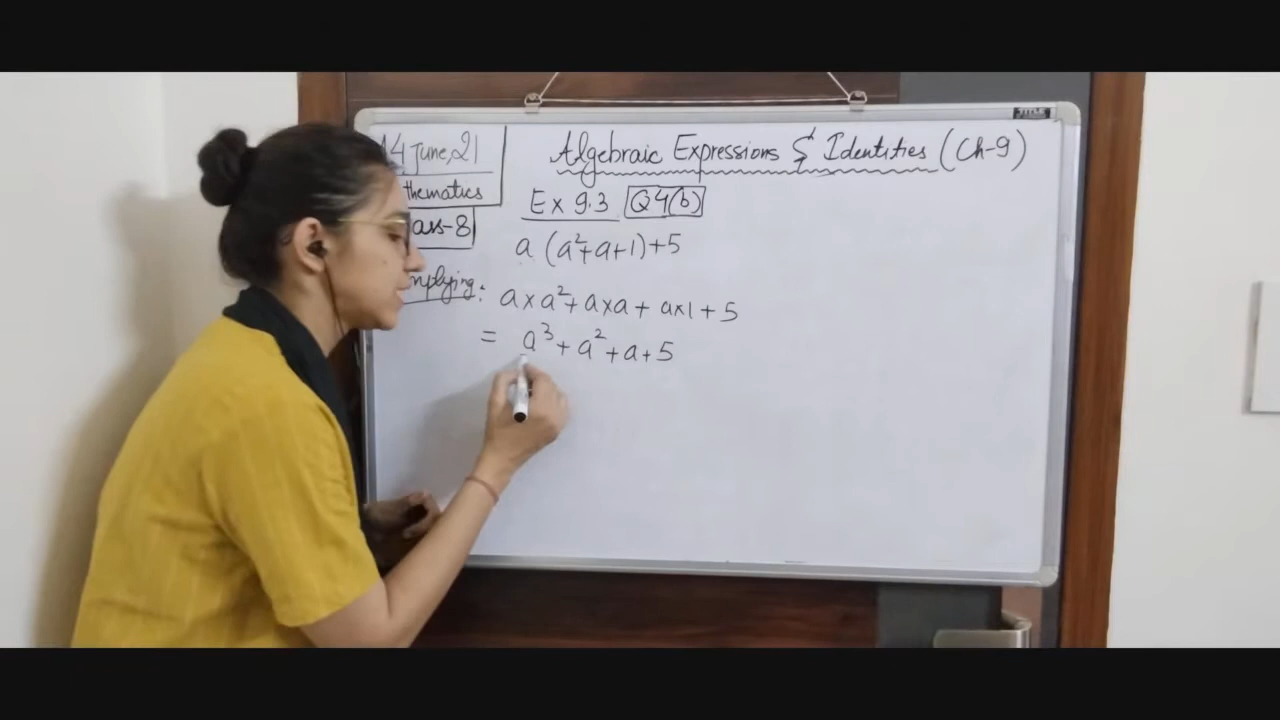 14 June, 21
thematics
ass-8
Algebraic Expressions & Identities (Ch-9)
Ex 9.3 Q4(b)
a (a²+a+1)+5
mplying:
a×a²+a×a+ a×1+5
= a³+a²+a+5